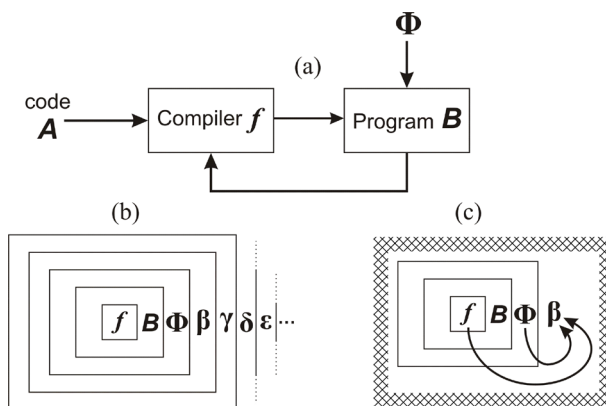 Φ
(a)
code
A
Compiler f
Program B
(b)
(c)
f B Φ β γ δ ε ...
f B Φ β